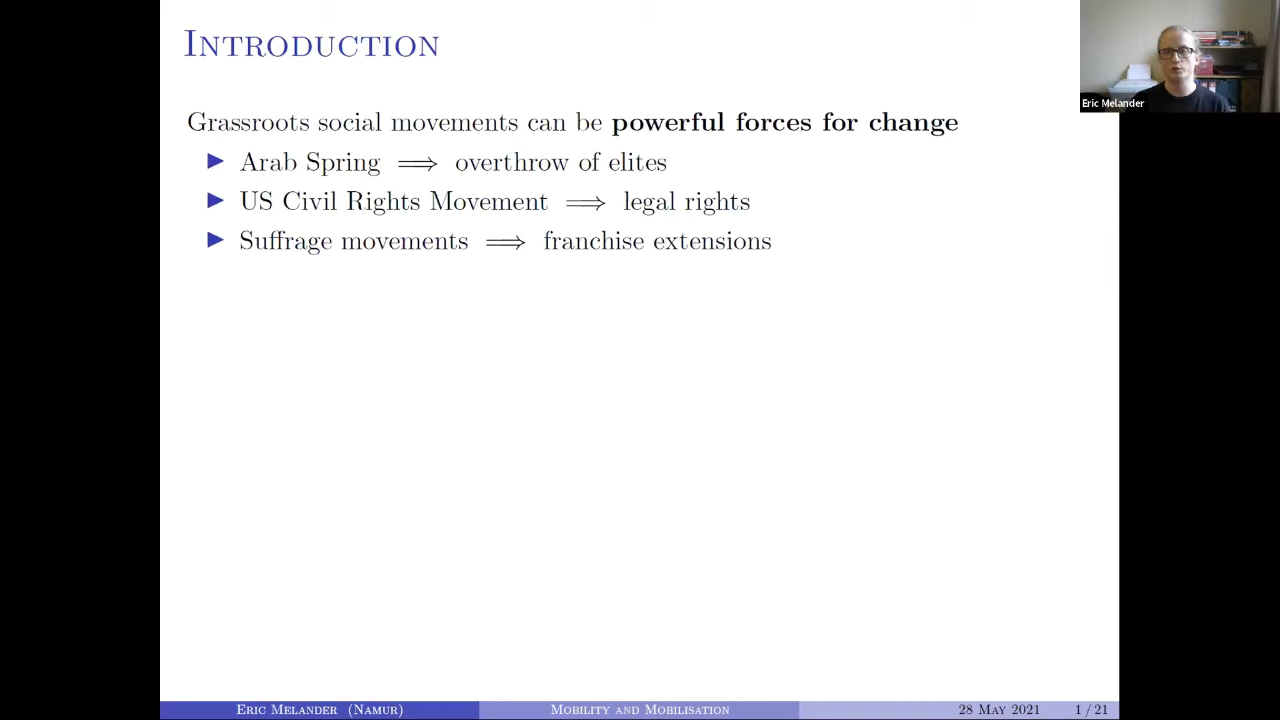 INTRODUCTION
Grassroots social movements can be powerful forces for change
▶ Arab Spring ⟹ overthrow of elites
▶ US Civil Rights Movement ⟹ legal rights
▶ Suffrage movements ⟹ franchise extensions
Eric Melander
ERIC MELANDER (NAMUR) MOBILITY AND MOBILISATION 28 MAY 2021 1 / 21